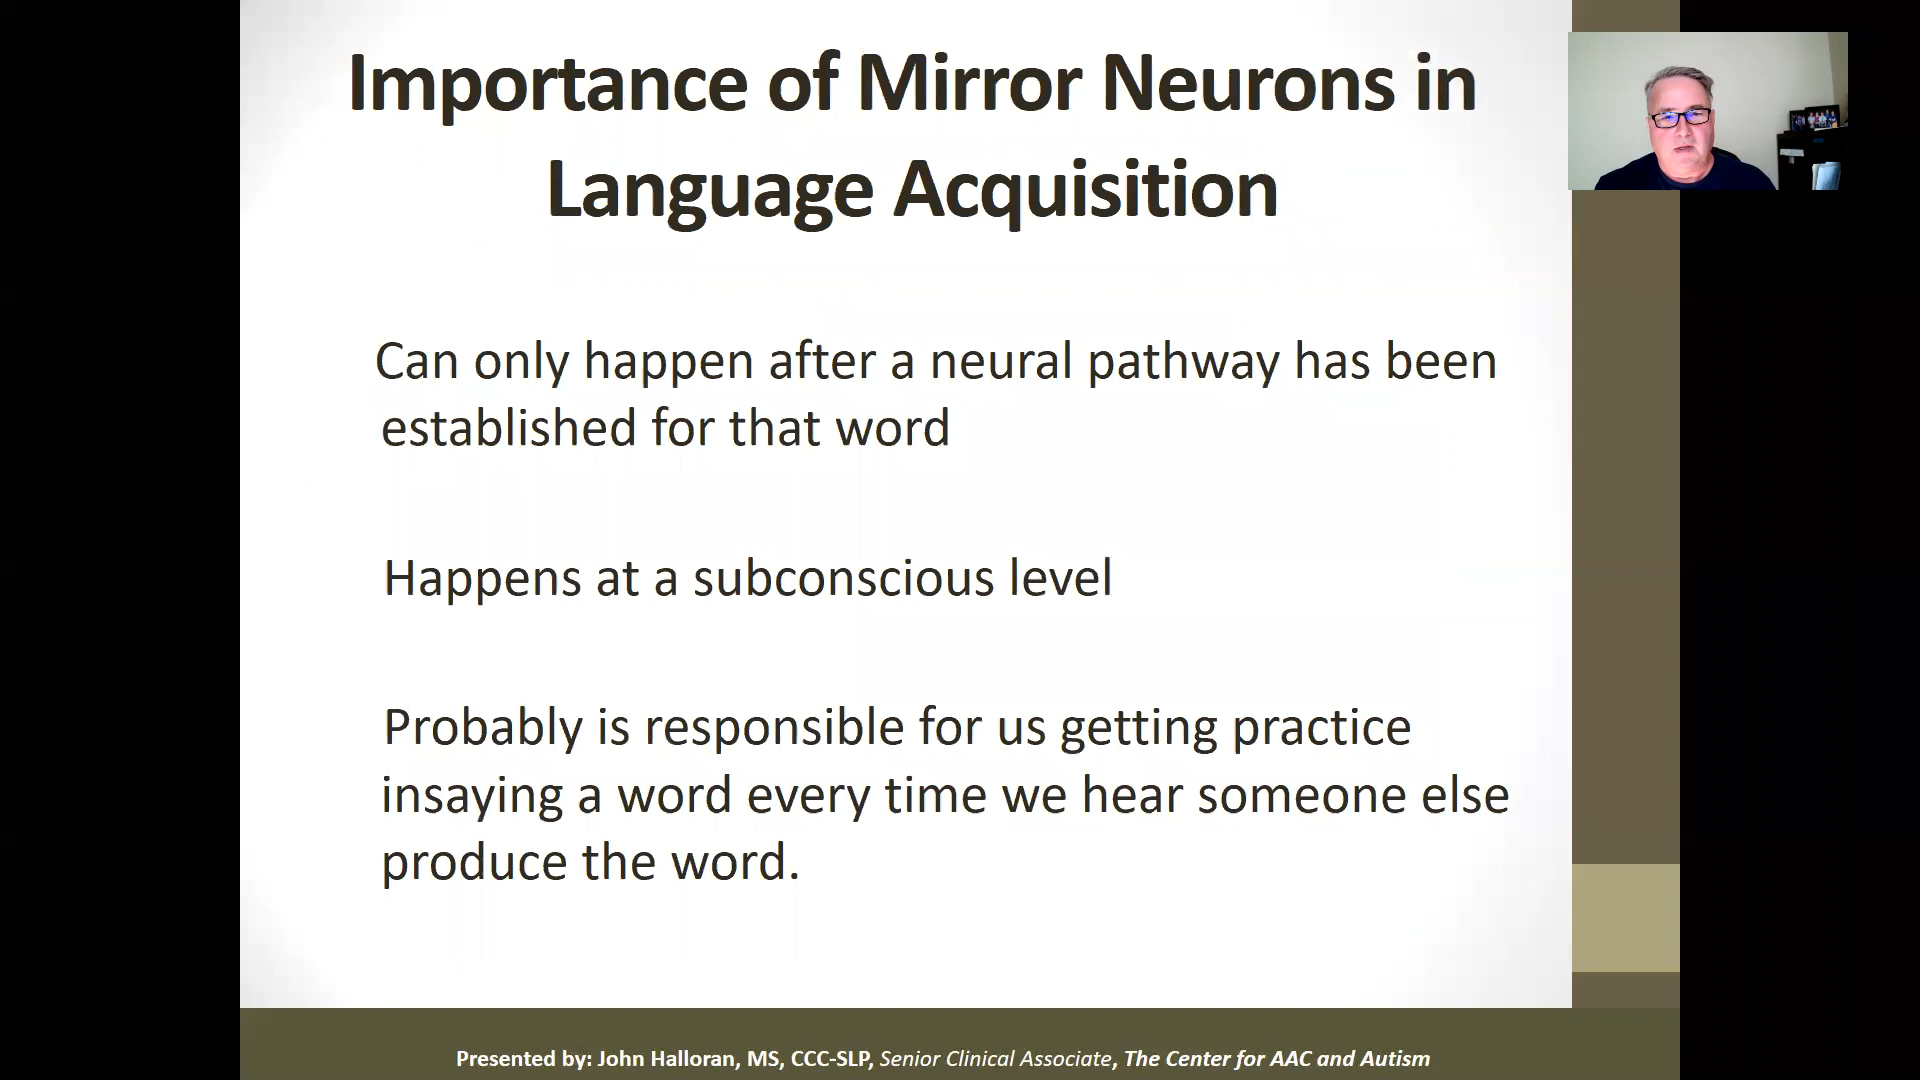 Importance of Mirror Neurons in
Language Acquisition
Can only happen after a neural pathway has been
established for that word
Happens at a subconscious level
Probably is responsible for us getting practice
insaying a word every time we hear someone else
produce the word.
Presented by: John Halloran, MS, CCC-SLP, Senior Clinical Associate, The Center for AAC and Autism